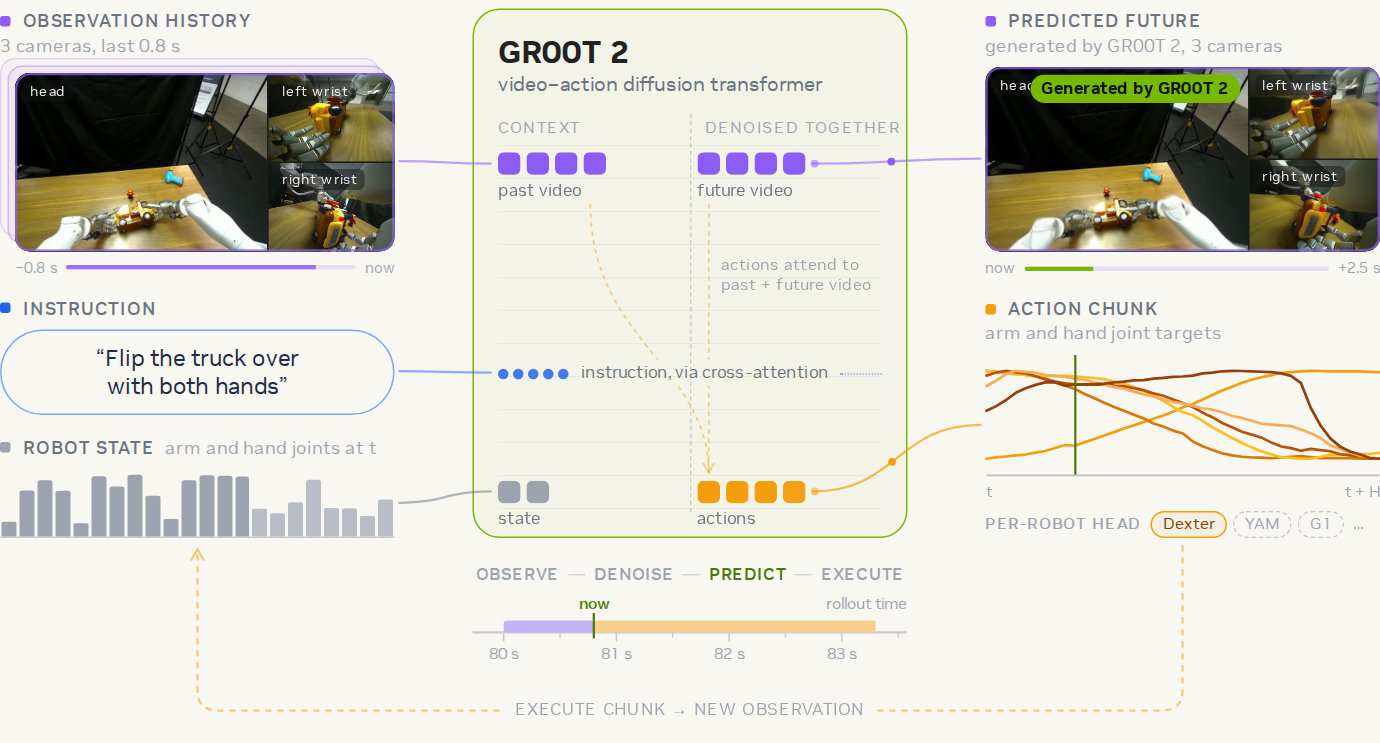 OBSERVATION HISTORY
3 cameras, last 0.8 s
head
left wrist
right wrist
−0.8 s
now
INSTRUCTION
“Flip the truck over
with both hands”
ROBOT STATE arm and hand joints at t
GR00T 2
video–action diffusion transformer
CONTEXT
DENOISED TOGETHER
past video
future video
actions attend to
past + future video
instruction, via cross-attention
state
actions
OBSERVE — DENOISE — PREDICT — EXECUTE
now
rollout time
80 s
81 s
82 s
83 s
EXECUTE CHUNK → NEW OBSERVATION
PREDICTED FUTURE
generated by GR00T 2, 3 cameras
head
Generated by GR00T 2
left wrist
right wrist
now
+2.5 s
ACTION CHUNK
arm and hand joint targets
t
t + H
PER-ROBOT HEAD Dexter YAM G1 ...